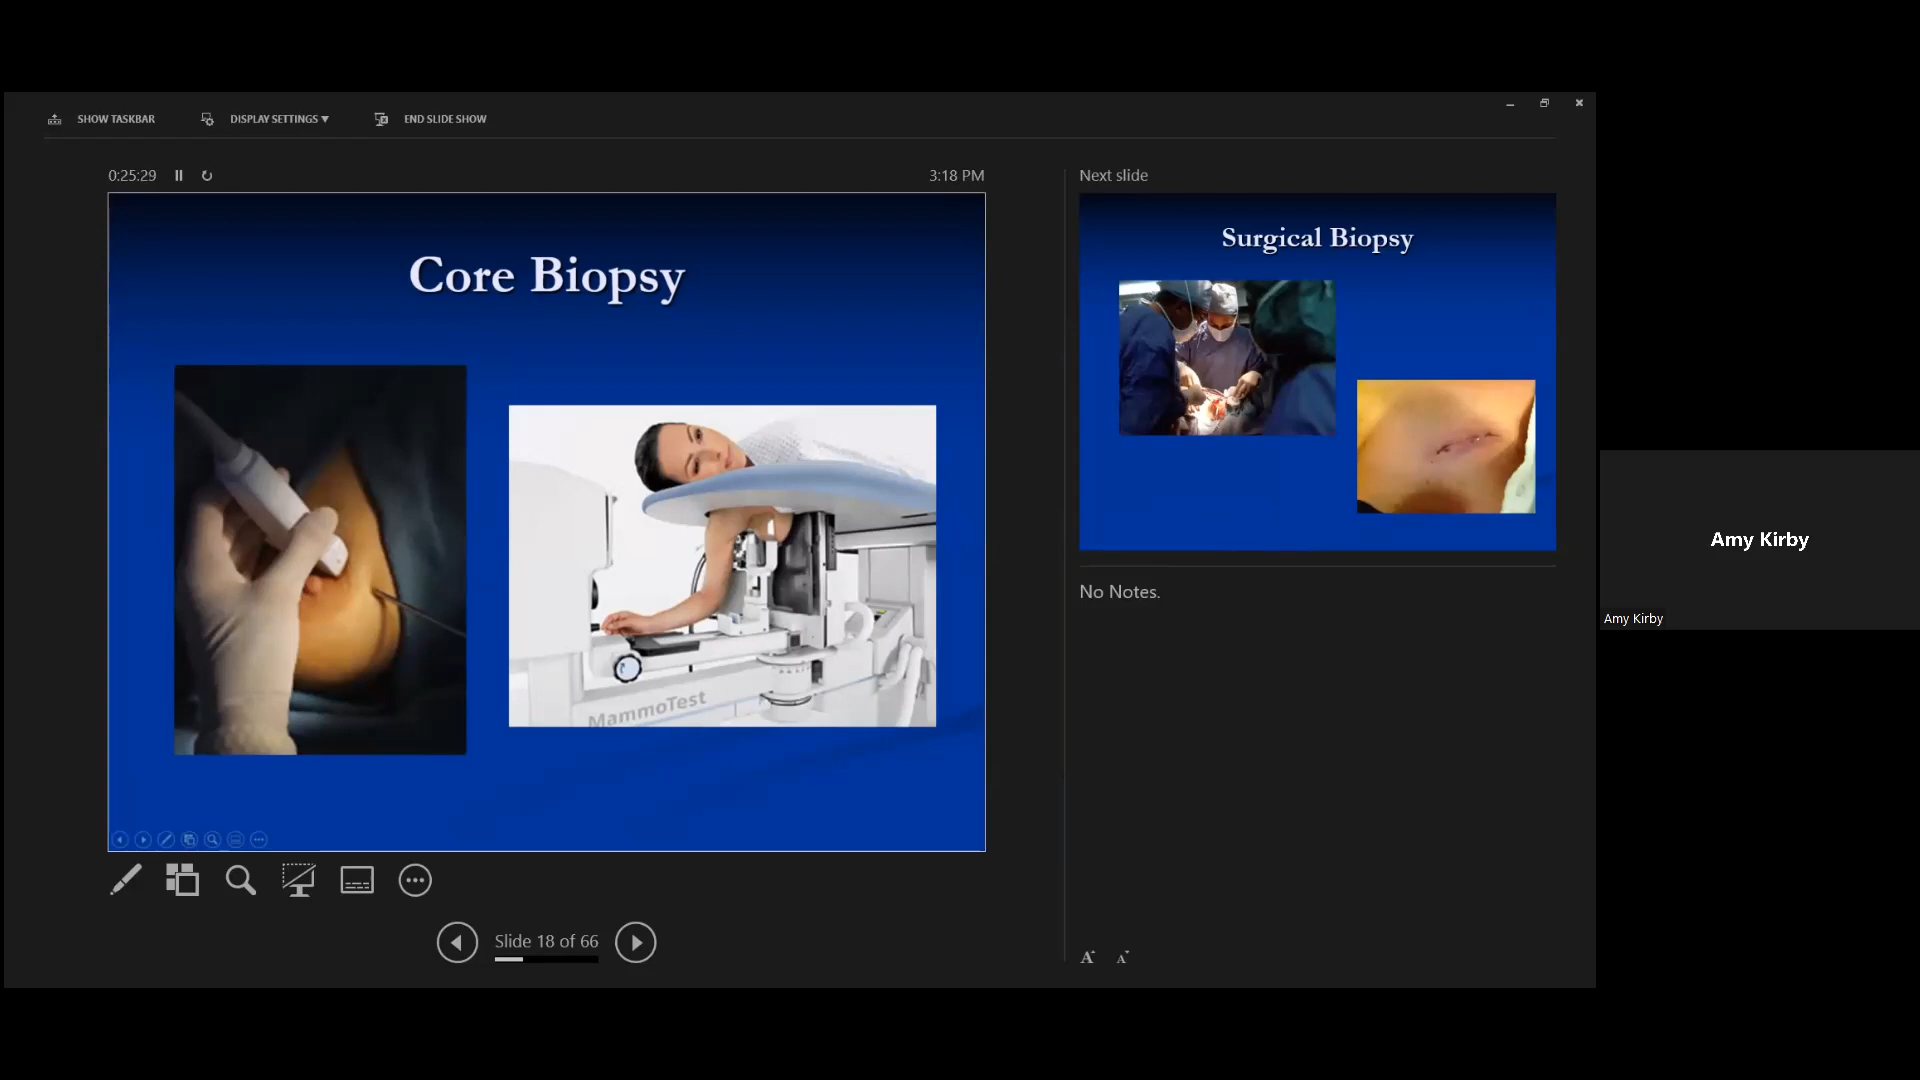 SHOW TASKBAR
DISPLAY SETTINGS ▼
END SLIDE SHOW
0:25:29
3:18 PM
Core Biopsy
MammoTest
Slide 18 of 66
Next slide
Surgical Biopsy
No Notes.
A A
Amy Kirby
Amy Kirby